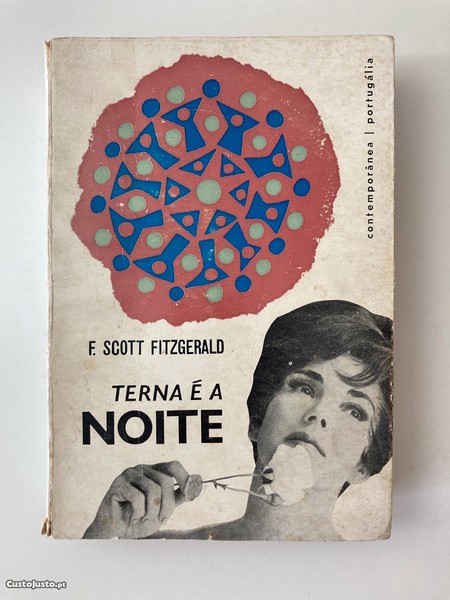 contemporânea | portugália
F. SCOTT FITZGERALD
TERNA É A
NOITE
CustoJusto.pt